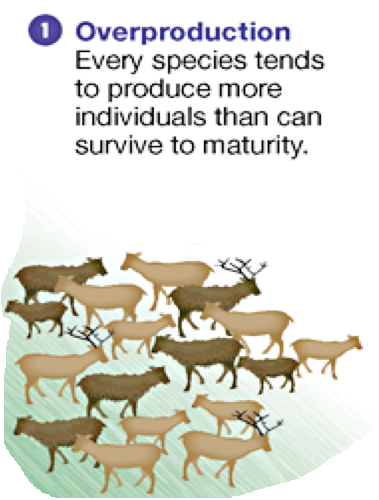 1 Overproduction
Every species tends
to produce more
individuals than can
survive to maturity.